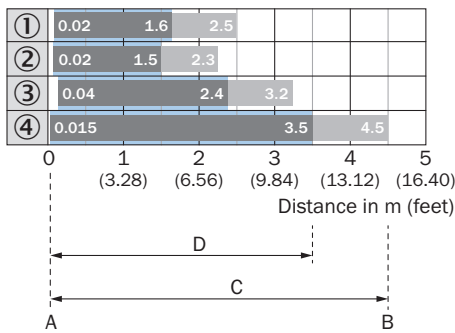 ① 0.02 1.6 2.5
② 0.02 1.5 2.3
③ 0.04 2.4 3.2
④ 0.015 3.5 4.5
0 1 2 3 4 5
(3.28) (6.56) (9.84) (13.12) (16.40)
Distance in m (feet)
D
C
A B